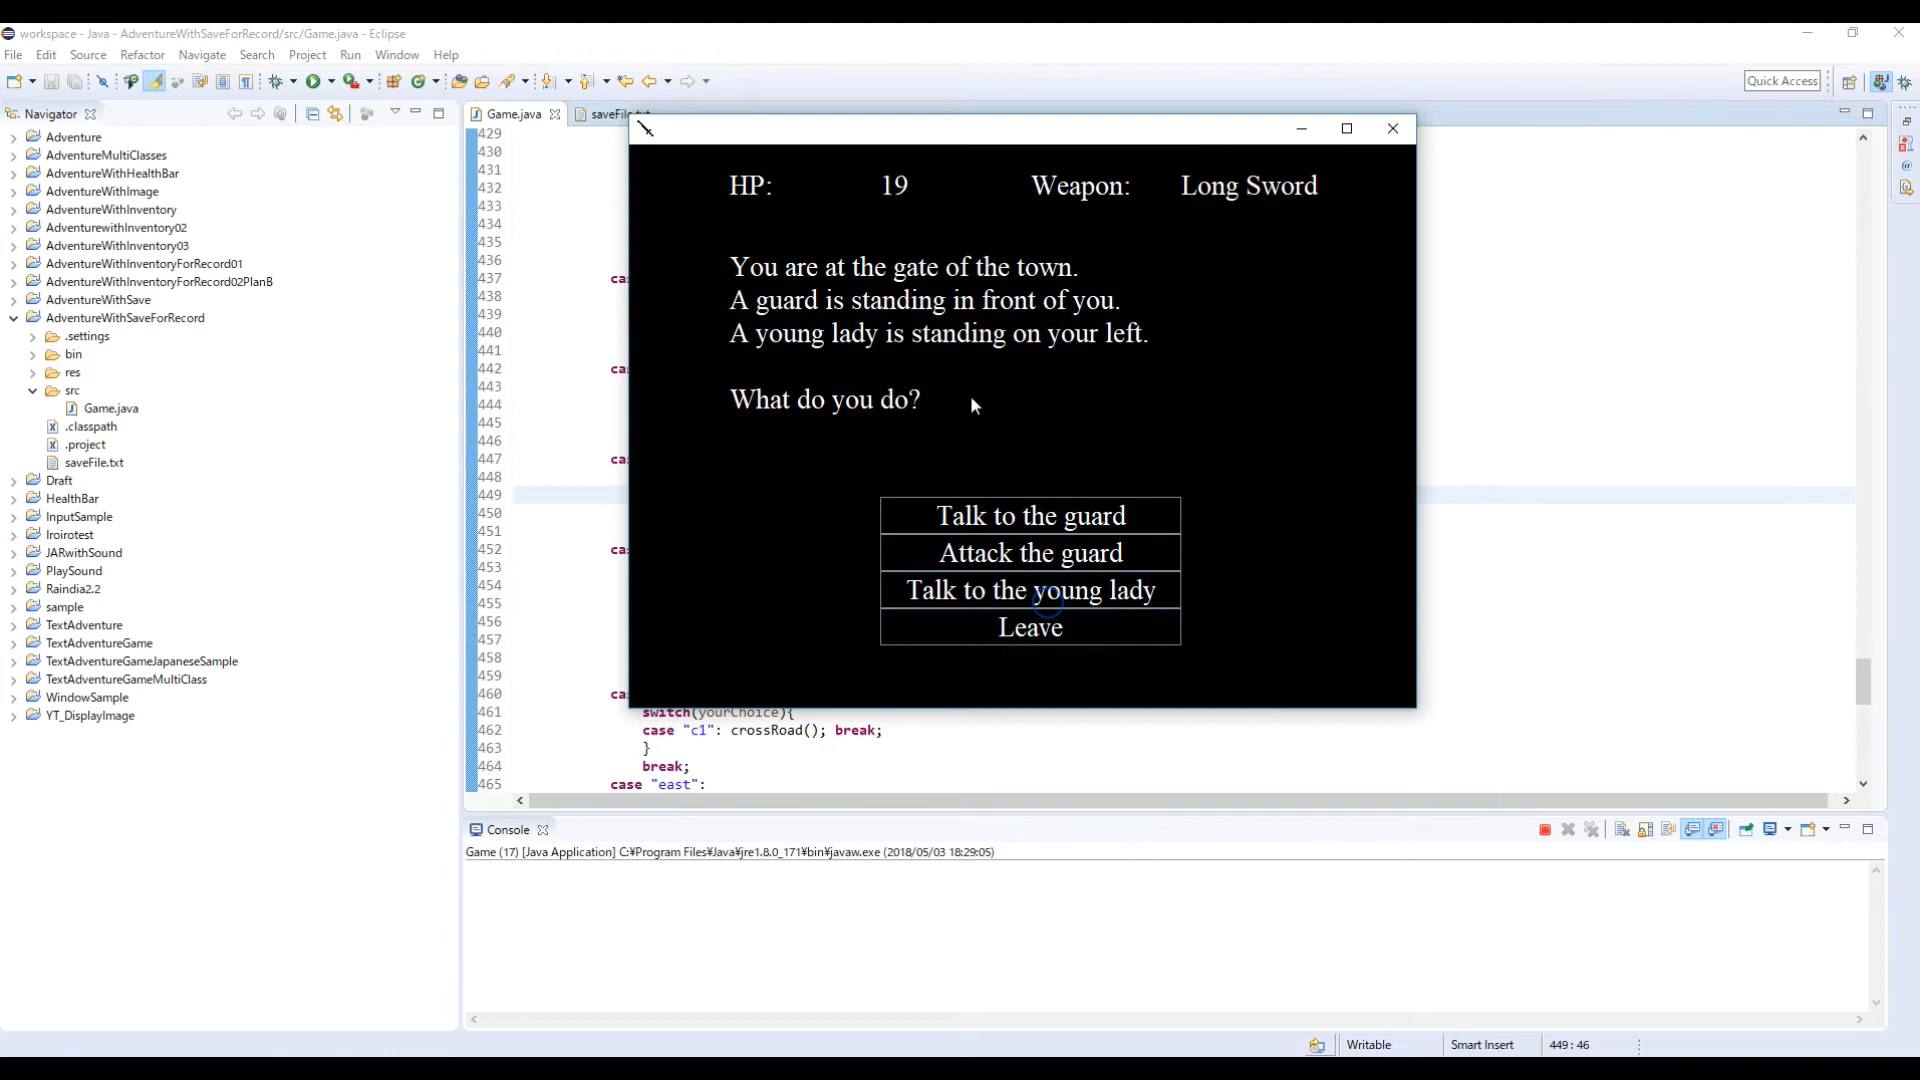 workspace - Java - AdventureWithSaveForRecord/src/Game.java - Eclipse
File Edit Source Refactor Navigate Search Project Run Window Help
Quick Access
Navigator
Adventure
AdventureMultiClasses
AdventureWithHealthBar
AdventureWithImage
AdventureWithInventory
AdventurewithInventory02
AdventureWithInventory03
AdventureWithInventoryForRecord01
AdventureWithInventoryForRecord02PlanB
AdventureWithSave
AdventureWithSaveForRecord
.settings
bin
res
src
Game.java
.classpath
.project
saveFile.txt
Draft
HealthBar
InputSample
Iroirotest
JARwithSound
PlaySound
Raindia2.2
sample
TextAdventure
TextAdventureGame
TextAdventureGameJapaneseSample
TextAdventureGameMultiClass
WindowSample
YT_DisplayImage
Game.java saveFile.txt
429
430
431
432
433
434
435
436
437 ca
438
439
440
441
442 ca
443
444
445
446
447 ca
448
449
450
451
452 ca
453
454
455
456
457
458
459
460 ca
461 switch(yourChoice){
462 case "c1": crossRoad(); break;
463 }
464 break;
465 case "east":
HP: 19 Weapon: Long Sword
You are at the gate of the town.
A guard is standing in front of you.
A young lady is standing on your left.
What do you do?
Talk to the guard
Attack the guard
Talk to the young lady
Leave
Console
Game (17) [Java Application] C:¥Program Files¥Java¥jre1.8.0_171¥bin¥javaw.exe (2018/05/03 18:29:05)
Writable Smart Insert 449 : 46